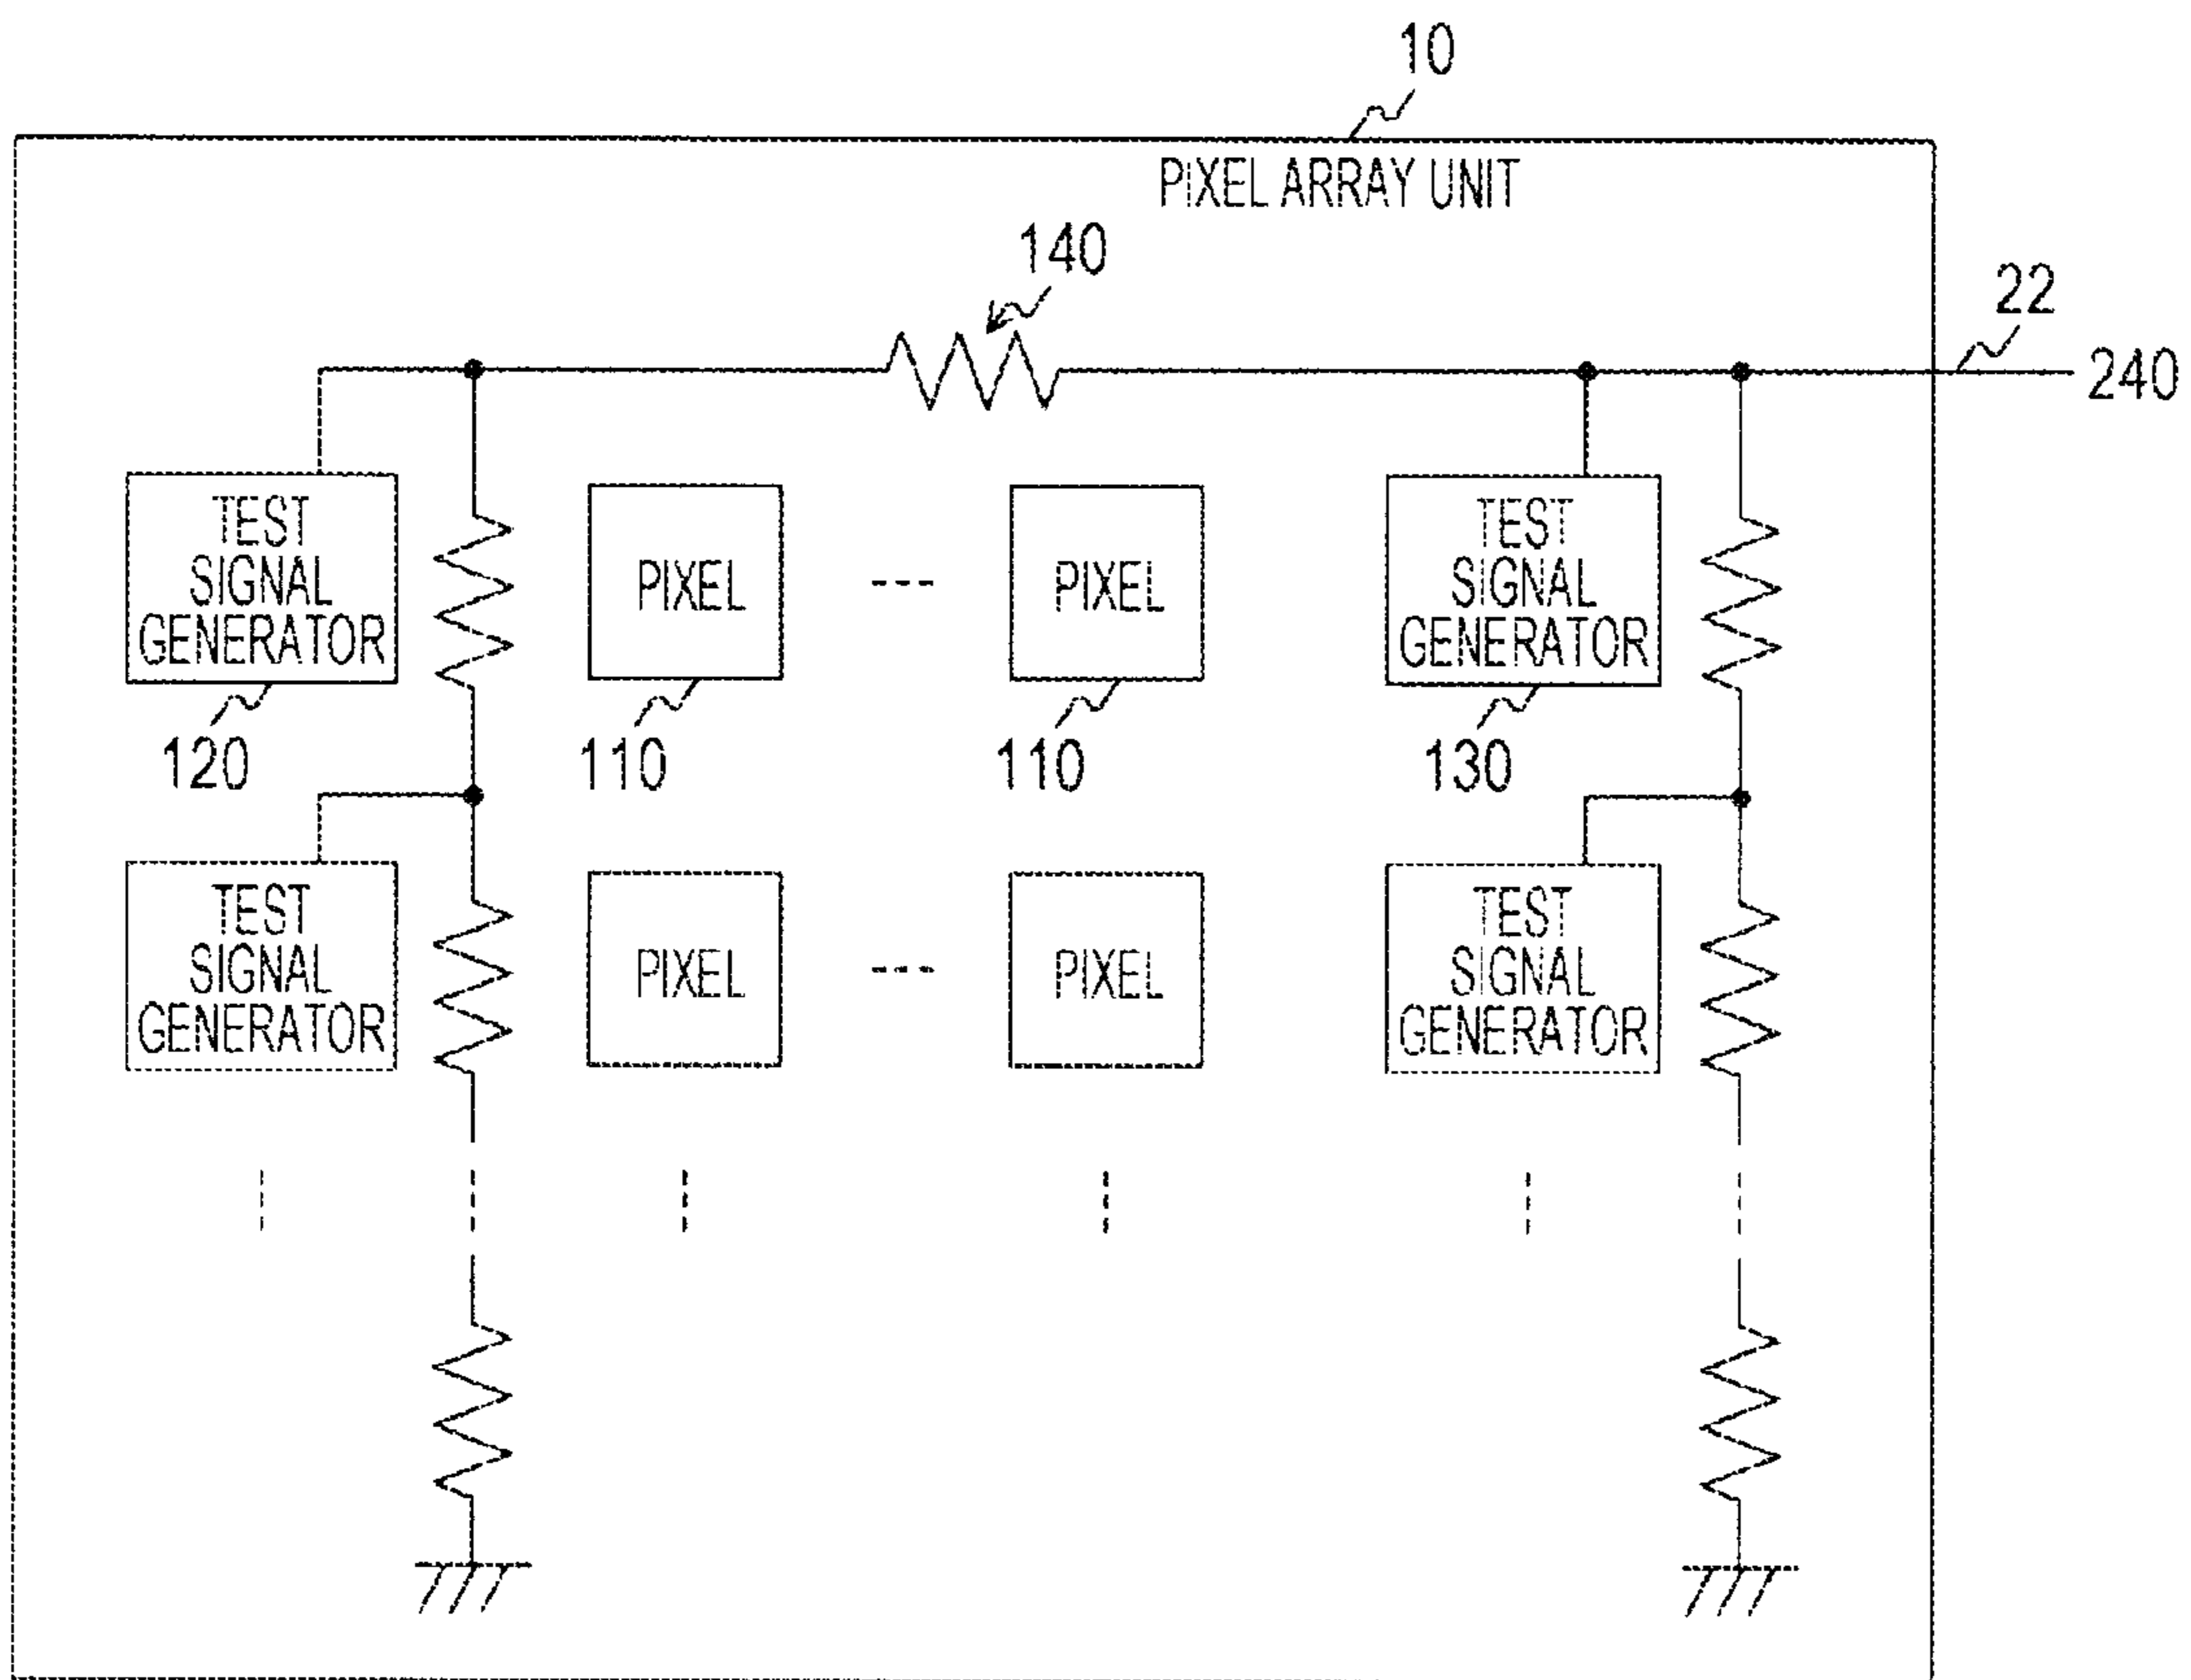 10
PIXEL ARRAY UNIT
140
22
240
TEST
SIGNAL
GENERATOR
PIXEL
---
PIXEL
TEST
SIGNAL
GENERATOR
120
110
110
130
TEST
SIGNAL
GENERATOR
PIXEL
---
PIXEL
TEST
SIGNAL
GENERATOR